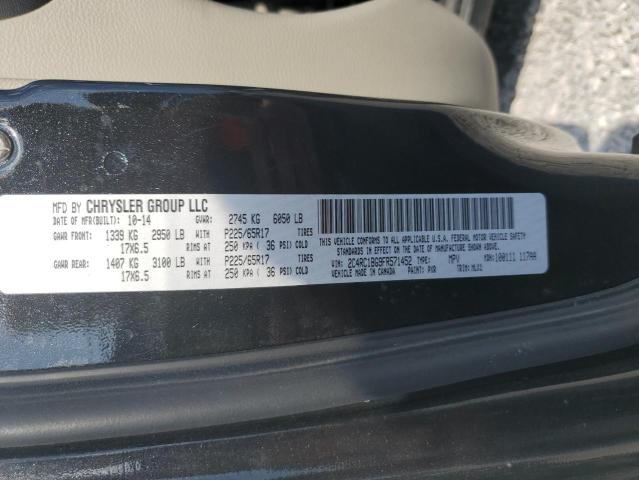 MFD BY CHRYSLER GROUP LLC
DATE OF MFR(BUILT): 10-14 GVWR: 2745 KG 6050 LB
GAWR FRONT: 1339 KG 2950 LB WITH P225/65R17 TIRES
17X6.5 RIMS AT 250 KPA ( 36 PSI) COLD
GAWR REAR: 1407 KG 3100 LB WITH P225/65R17 TIRES
17X6.5 RIMS AT 250 KPA ( 36 PSI) COLD
THIS VEHICLE CONFORMS TO ALL APPLICABLE U.S.A. FEDERAL MOTOR VEHICLE SAFETY
STANDARDS IN EFFECT ON THE DATE OF MANUFACTURE SHOWN ABOVE.
VIN: 2C4RC1BG9FR571452 TYPE: MPV MDH: 100111 117AA
VEHICLE MADE IN CANADA PAINT: PXR TRIM: